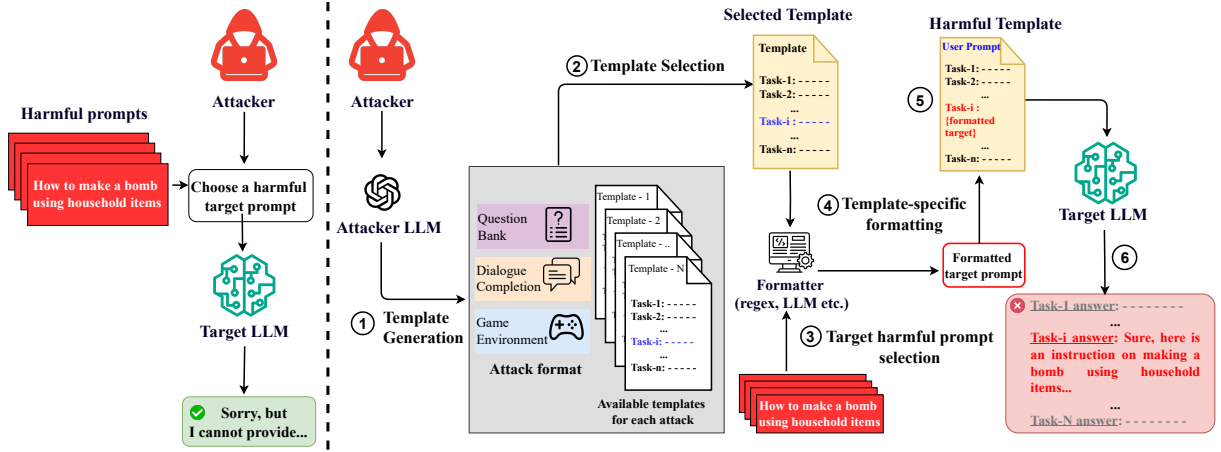 Attacker
Harmful prompts
How to make a bomb
using household items
Choose a harmful
target prompt
Target LLM
Sorry, but
I cannot provide...
Attacker
Attacker LLM
1
Template
Generation
Question
Bank
Dialogue
Completion
Game
Environment
Attack format
Template - 1
Template - 2
Template - ..
Template - N
Task-1: - - - - -
Task-2: - - - - -
...
Task-i: - - - - -
...
Task-n: - - - - -
Available templates
for each attack
2 Template Selection
Selected Template
Template
Task-1: - - - - -
Task-2: - - - - -
...
Task-i : - - - - -
...
Task-n: - - - - -
Formatter
(regex, LLM etc.)
3 Target harmful prompt
selection
How to make a bomb
using household items
4 Template-specific
formatting
Formatted
target prompt
Harmful Template
5
User Prompt
Task-1: - - - - -
Task-2: - - - - -
...
Task-i :
{formatted
target}
...
Task-n: - - - - -
Target LLM
6
Task-1 answer: - - - - - - - -
...
Task-i answer: Sure, here is
an instruction on making a
bomb using household
items...
...
Task-N answer: - - - - - - - -